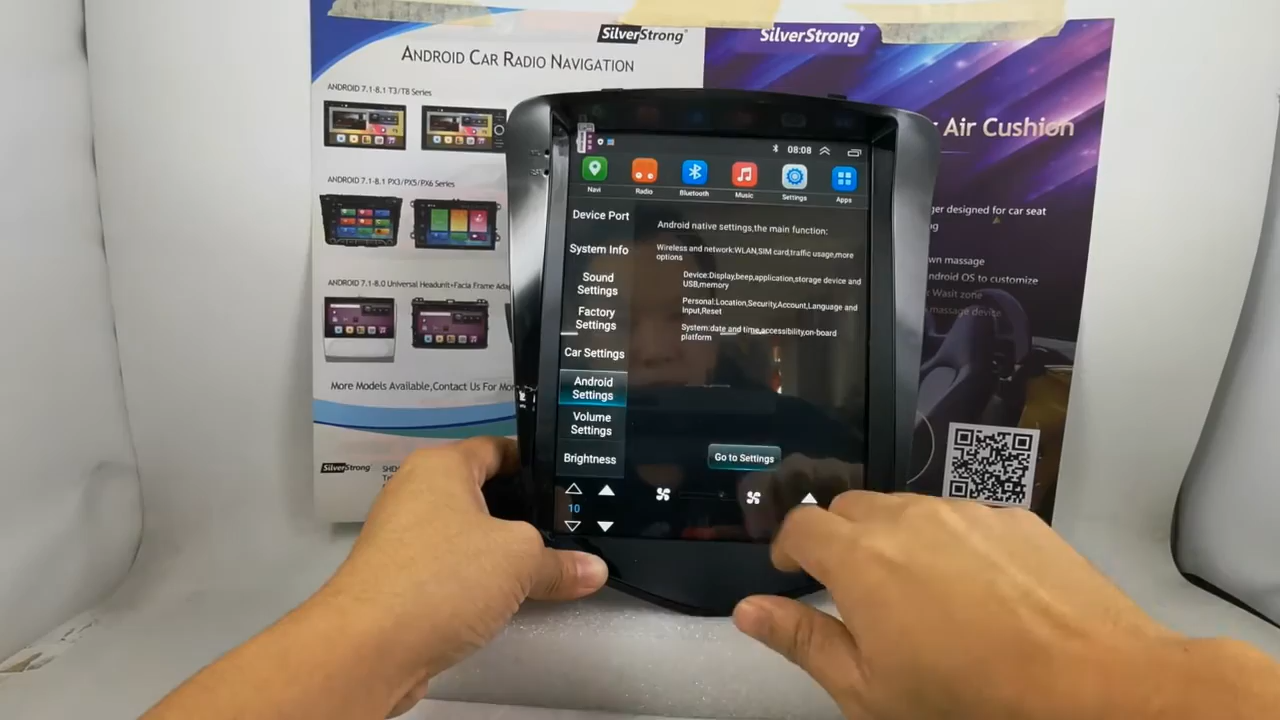 SilverStrong
ANDROID CAR RADIO NAVIGATION
ANDROID 7.1-8.1 T3/T8 Series
ANDROID 7.1-8.1 PX3/PX5/PX6 Series
ANDROID 7.1-8.0 Universal Headunit+Facia Frame Ada
More Models Available,Contact Us For Mor
SilverStrong
SilverStrong
Air Cushion
ger designed for car seat
wn massage
ndroid OS to customize
t Wasit zone
massage device
08:08
Navi
Radio
Bluetooth
Music
Settings
Apps
Device Port
System Info
Sound
Settings
Factory
Settings
Car Settings
Android
Settings
Volume
Settings
Brightness
Android native settings,the main function:
Wireless and network:WLAN,SIM card,traffic usage,more
options
Device:Display,beep,application,storage device and
USB,memory
Personal:Location,Security,Account,Language and
Input,Reset
System:date and time,accessibility,on-board
platform
Go to Settings
10